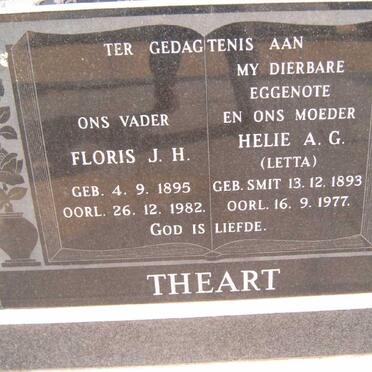 TER GEDAGTENIS AAN
ONS VADER
FLORIS J. H.
GEB. 4. 9. 1895
OORL. 26. 12. 1982.
MY DIERBARE
EGGENOTE
EN ONS MOEDER
HELIE A. G.
(LETTA)
GEB. SMIT 13. 12. 1893
OORL. 16. 9. 1977.
GOD IS LIEFDE.
THEART